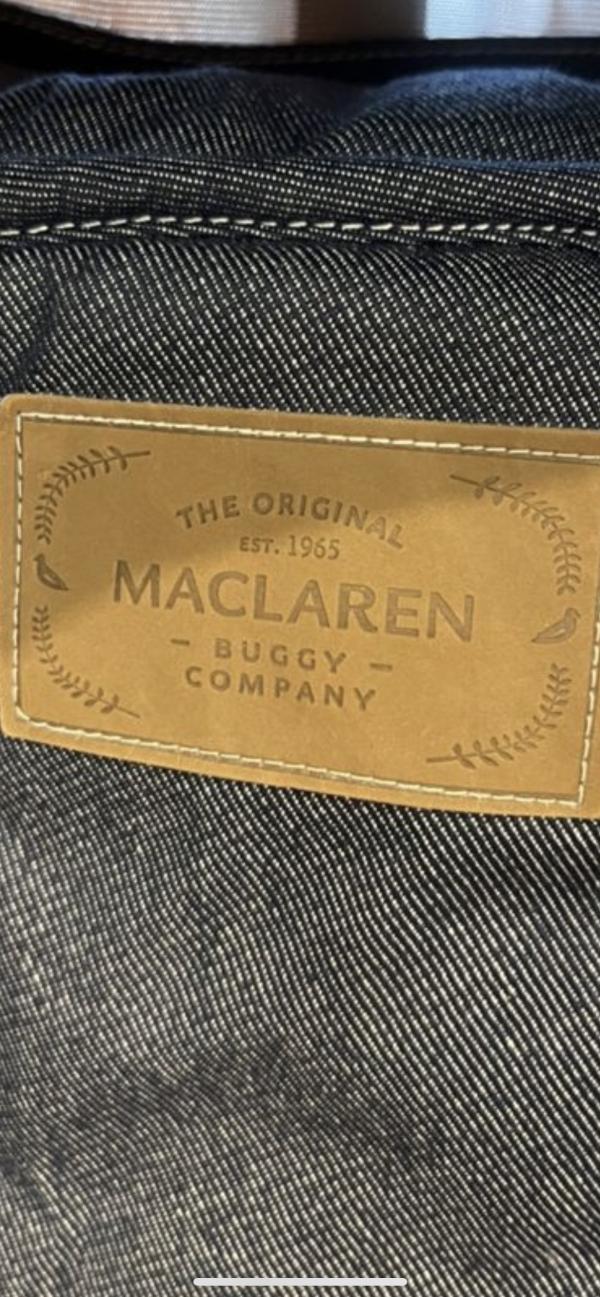 THE ORIGINAL
EST. 1965
MACLAREN
– BUGGY –
COMPANY